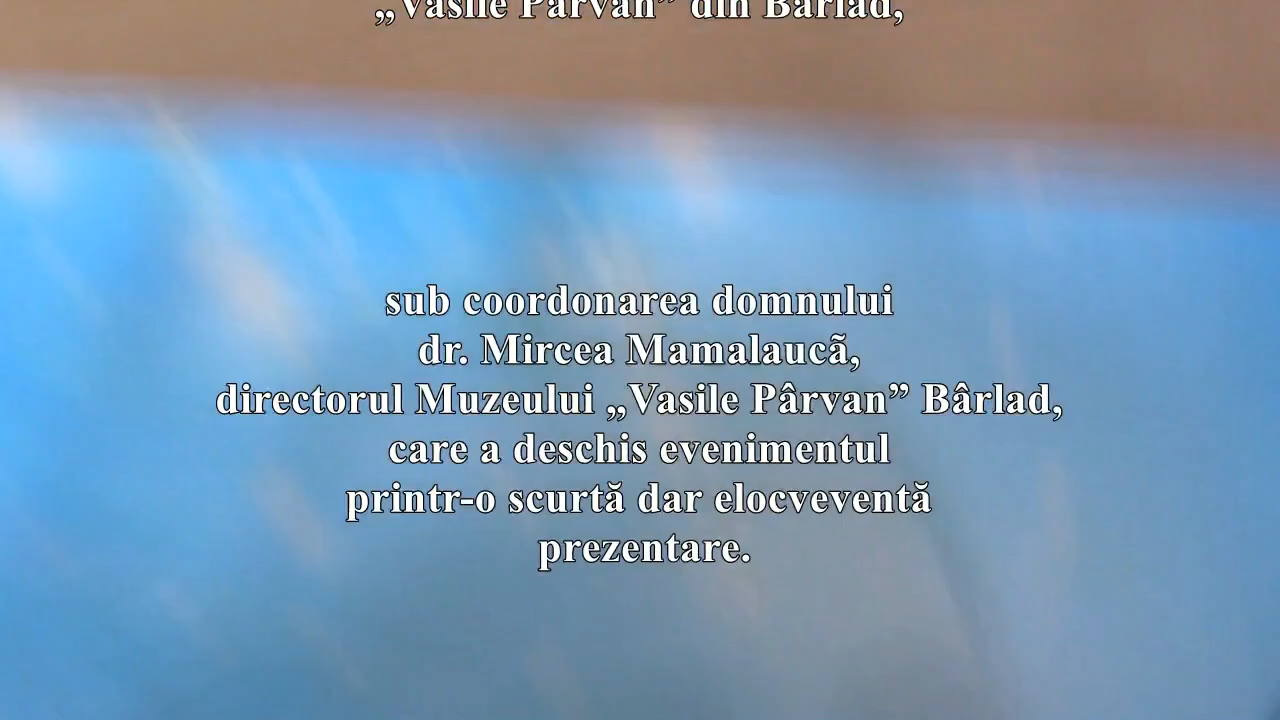 „Vasile Pârvan” din Bârlad,
sub coordonarea domnului
dr. Mircea Mamalaucã,
directorul Muzeului „Vasile Pârvan” Bârlad,
care a deschis evenimentul
printr-o scurtă dar elocveventă
prezentare.